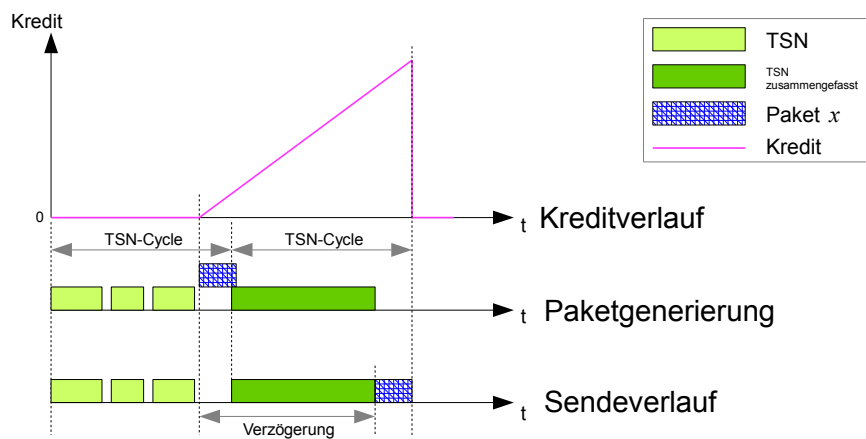 Kredit
TSN
TSN
zusammengefasst
Paket x
Kredit
0
t Kreditverlauf
TSN-Cycle TSN-Cycle
t Paketgenerierung
t Sendeverlauf
Verzögerung